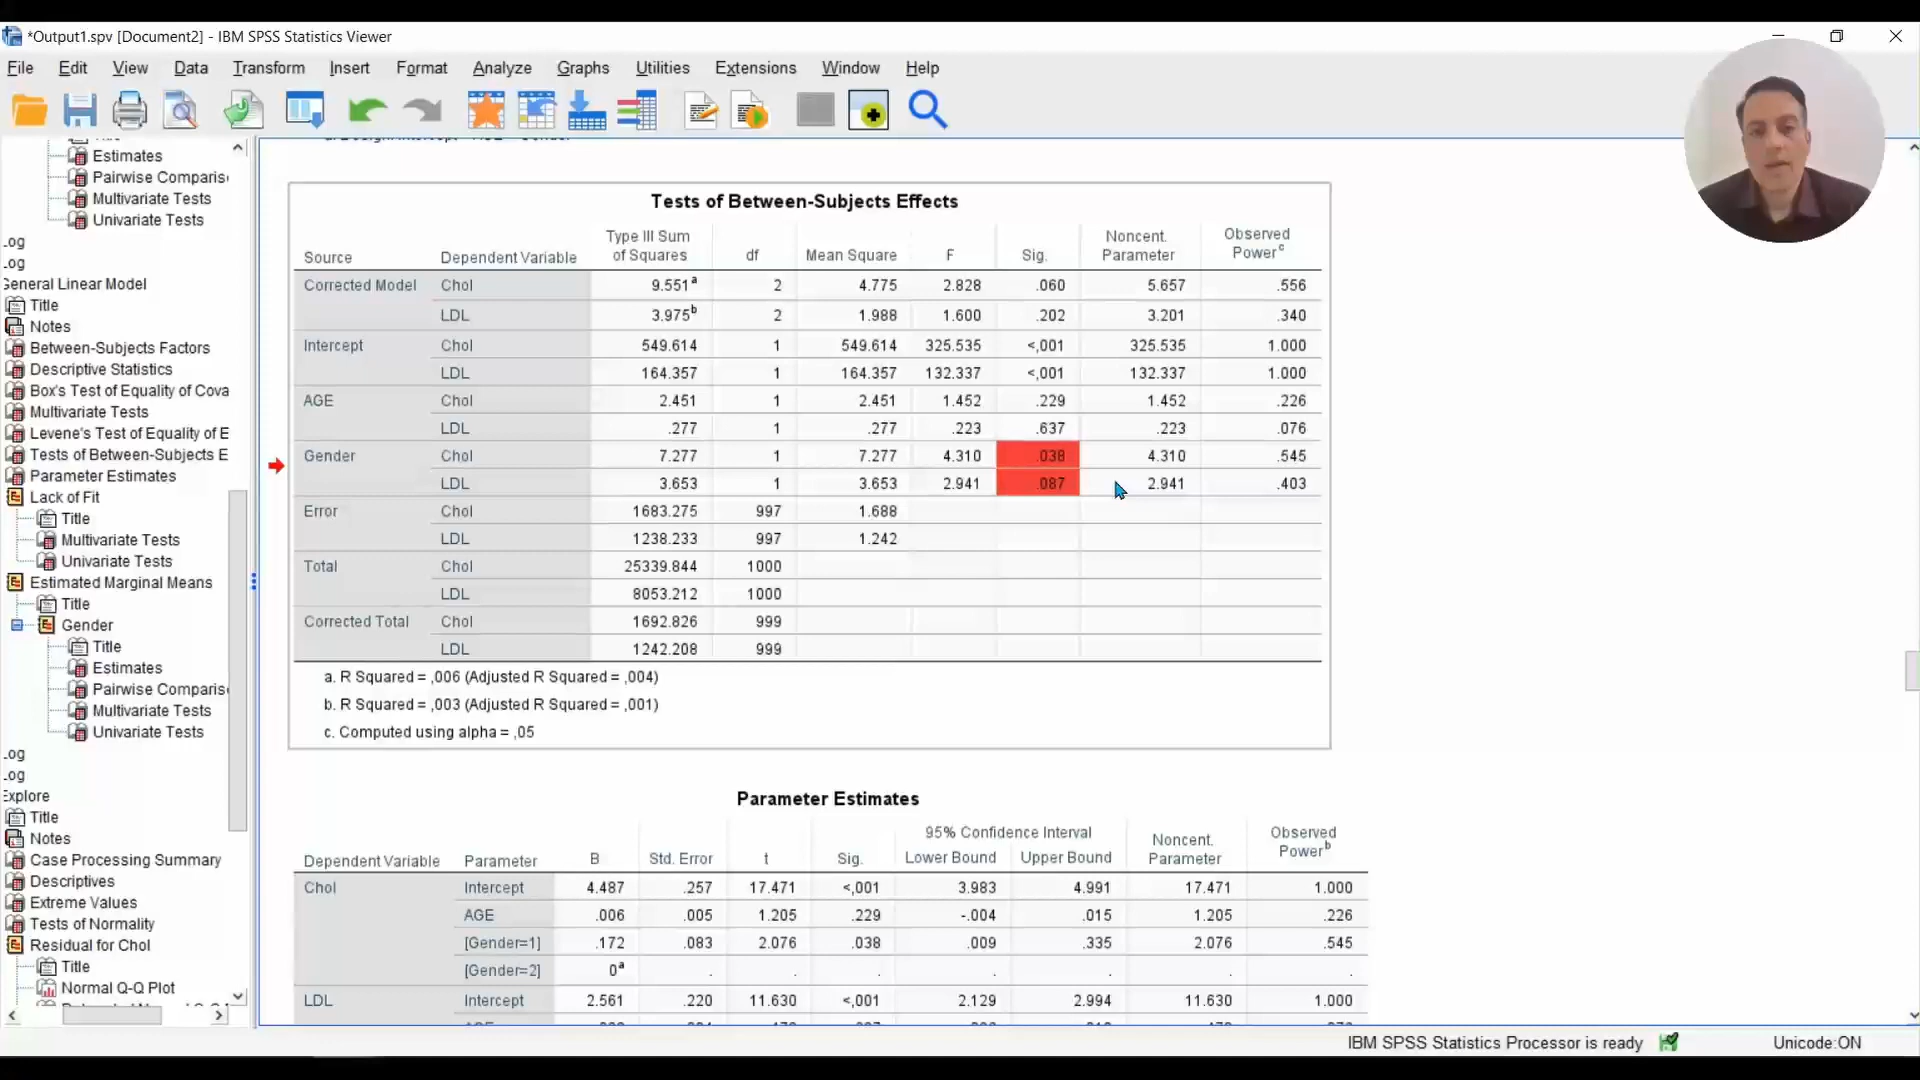 *Output1.spv [Document2] - IBM SPSS Statistics Viewer
File Edit View Data Transform Insert Format Analyze Graphs Utilities Extensions Window Help
Estimates
Pairwise Comparis
Multivariate Tests
Univariate Tests
Log
Log
General Linear Model
Title
Notes
Between-Subjects Factors
Descriptive Statistics
Box's Test of Equality of Cova
Multivariate Tests
Levene's Test of Equality of E
Tests of Between-Subjects E
Parameter Estimates
Lack of Fit
Title
Multivariate Tests
Univariate Tests
Estimated Marginal Means
Title
Gender
Title
Estimates
Pairwise Comparis
Multivariate Tests
Univariate Tests
Log
Log
Explore
Title
Notes
Case Processing Summary
Descriptives
Extreme Values
Tests of Normality
Residual for Chol
Title
Normal Q-Q Plot
Tests of Between-Subjects Effects
Source Dependent Variable Type III Sum of Squares df Mean Square F Sig. Noncent. Parameter Observed Power c
Corrected Model Chol 9.551 a 2 4.775 2.828 .060 5.657 .556
LDL 3.975 b 2 1.988 1.600 .202 3.201 .340
Intercept Chol 549.614 1 549.614 325.535 <,001 325.535 1.000
LDL 164.357 1 164.357 132.337 <,001 132.337 1.000
AGE Chol 2.451 1 2.451 1.452 .229 1.452 .226
LDL .277 1 .277 .223 .637 .223 .076
Gender Chol 7.277 1 7.277 4.310 .038 4.310 .545
LDL 3.653 1 3.653 2.941 .087 2.941 .403
Error Chol 1683.275 997 1.688
LDL 1238.233 997 1.242
Total Chol 25339.844 1000
LDL 8053.212 1000
Corrected Total Chol 1692.826 999
LDL 1242.208 999
a. R Squared = ,006 (Adjusted R Squared = ,004)
b. R Squared = ,003 (Adjusted R Squared = ,001)
c. Computed using alpha = ,05
Parameter Estimates
Dependent Variable Parameter B Std. Error t Sig. 95% Confidence Interval Lower Bound Upper Bound Noncent. Parameter Observed Power b
Chol Intercept 4.487 .257 17.471 <,001 3.983 4.991 17.471 1.000
AGE .006 .005 1.205 .229 -.004 .015 1.205 .226
[Gender=1] .172 .083 2.076 .038 .009 .335 2.076 .545
[Gender=2] 0 a . . . . . . .
LDL Intercept 2.561 .220 11.630 <,001 2.129 2.994 11.630 1.000
IBM SPSS Statistics Processor is ready Unicode:ON